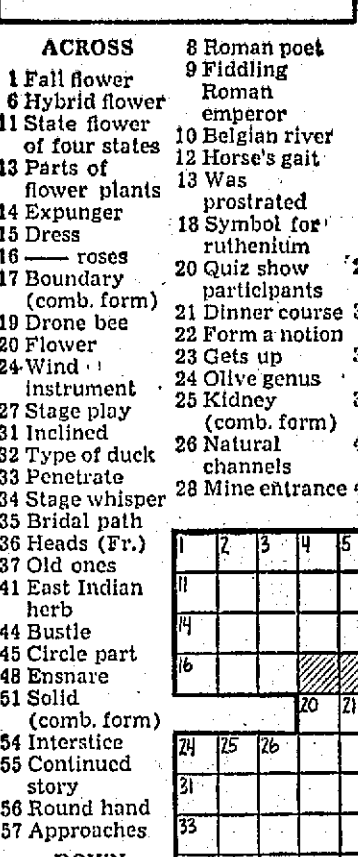 ACROSS
1 Fall flower
6 Hybrid flower
11 State flower
of four states
13 Parts of
flower plants
14 Expunger
15 Dress
16 —— roses
17 Boundary
(comb. form)
19 Drone bee
20 Flower
24 Wind
instrument
27 Stage play
31 Inclined
32 Type of duck
33 Penetrate
34 Stage whisper
35 Bridal path
36 Heads (Fr.)
37 Old ones
41 East Indian
herb
44 Bustle
45 Circle part
48 Ensnare
51 Solid
(comb. form)
54 Interstice
55 Continued
story
56 Round hand
57 Approaches
DOWN
8 Roman poet
9 Fiddling
Roman
emperor
10 Belgian river
12 Horse's gait
13 Was
prostrated
18 Symbol for
ruthenium
20 Quiz show
participants
21 Dinner course
22 Form a notion
23 Gets up
24 Olive genus
25 Kidney
(comb. form)
26 Natural
channels
28 Mine entrance
1 2 3 4 5
11
14
16
20 21
24 25 26
31
33